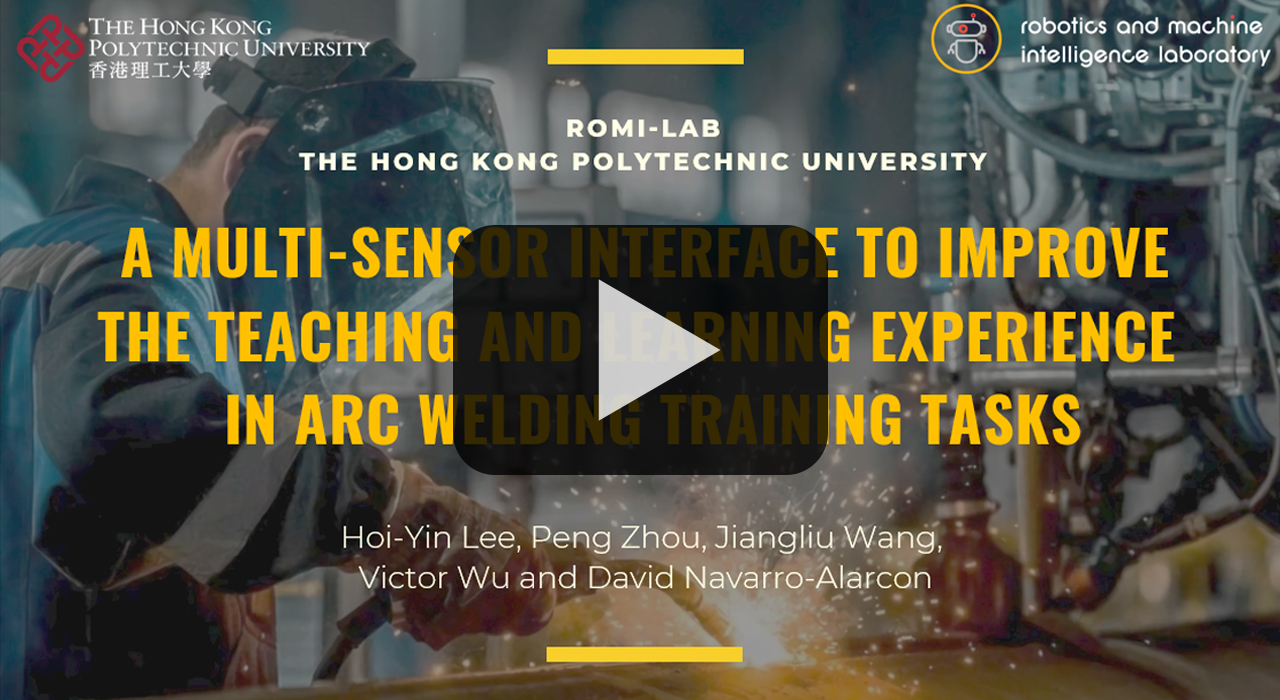 THE HONG KONG
POLYTECHNIC UNIVERSITY
香港理工大學
robotics and machine
intelligence laboratory
ROMI-LAB
THE HONG KONG POLYTECHNIC UNIVERSITY
A MULTI-SENSOR INTERFACE TO IMPROVE
THE TEACHING AND LEARNING EXPERIENCE
IN ARC WELDING TRAINING TASKS
Hoi-Yin Lee, Peng Zhou, Jiangliu Wang,
Victor Wu and David Navarro-Alarcon